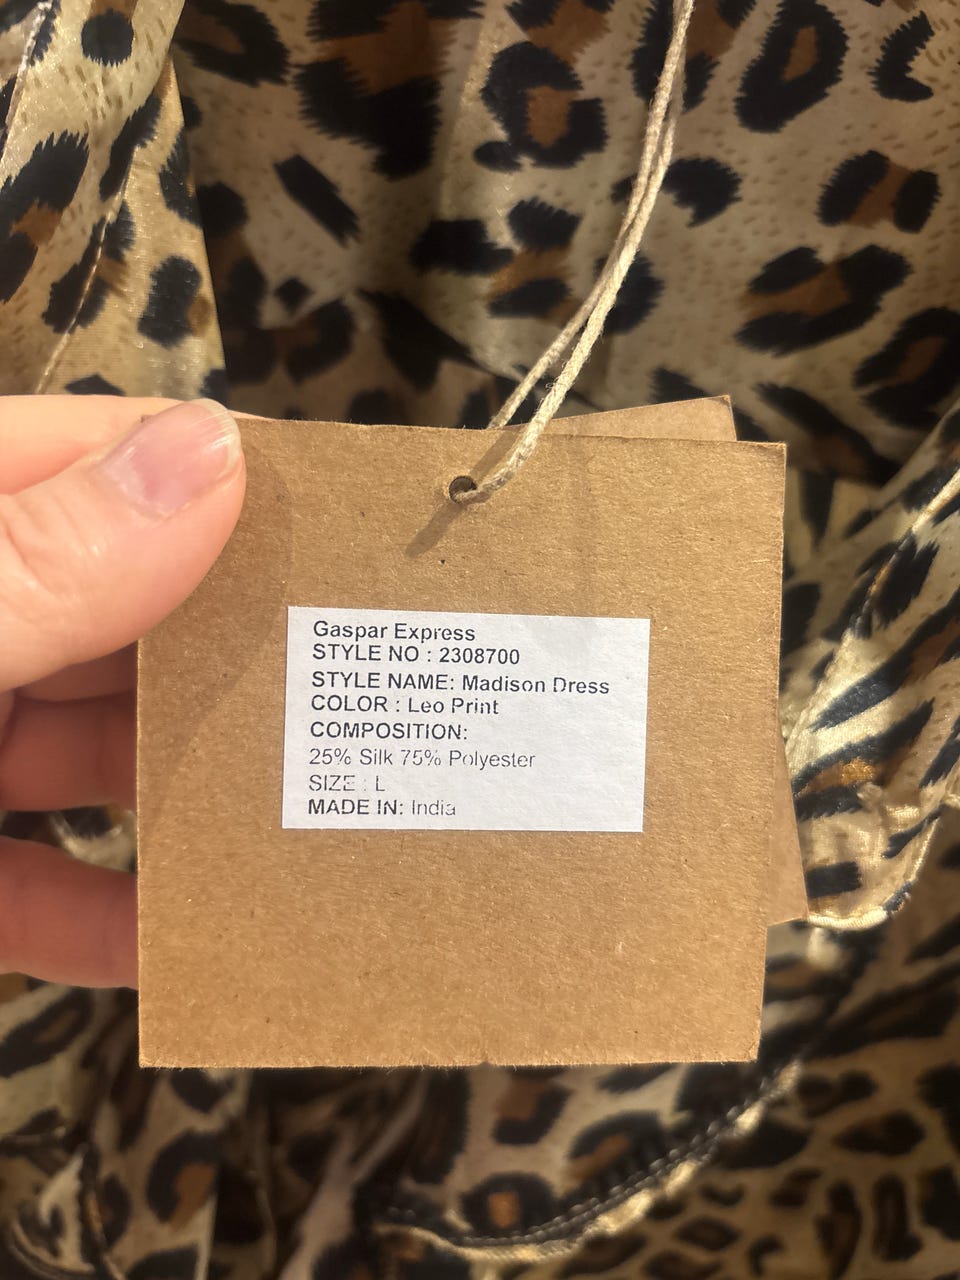 Gaspar Express
STYLE NO : 2308700
STYLE NAME: Madison Dress
COLOR : Leo Print
COMPOSITION:
25% Silk 75% Polyester
SIZE : L
MADE IN: India